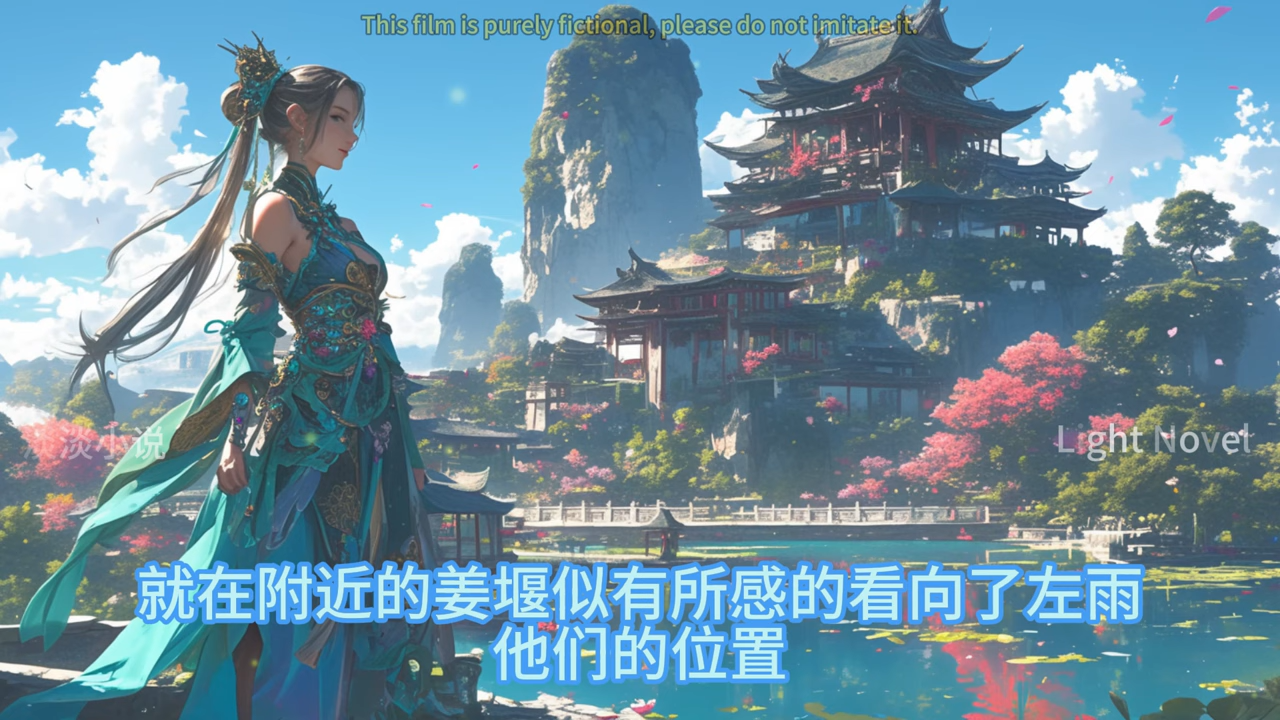 This film is purely fictional, please do not imitate it.
淡淡小说
Light Novel
就在附近的姜堰似有所感的看向了左雨
他们的位置